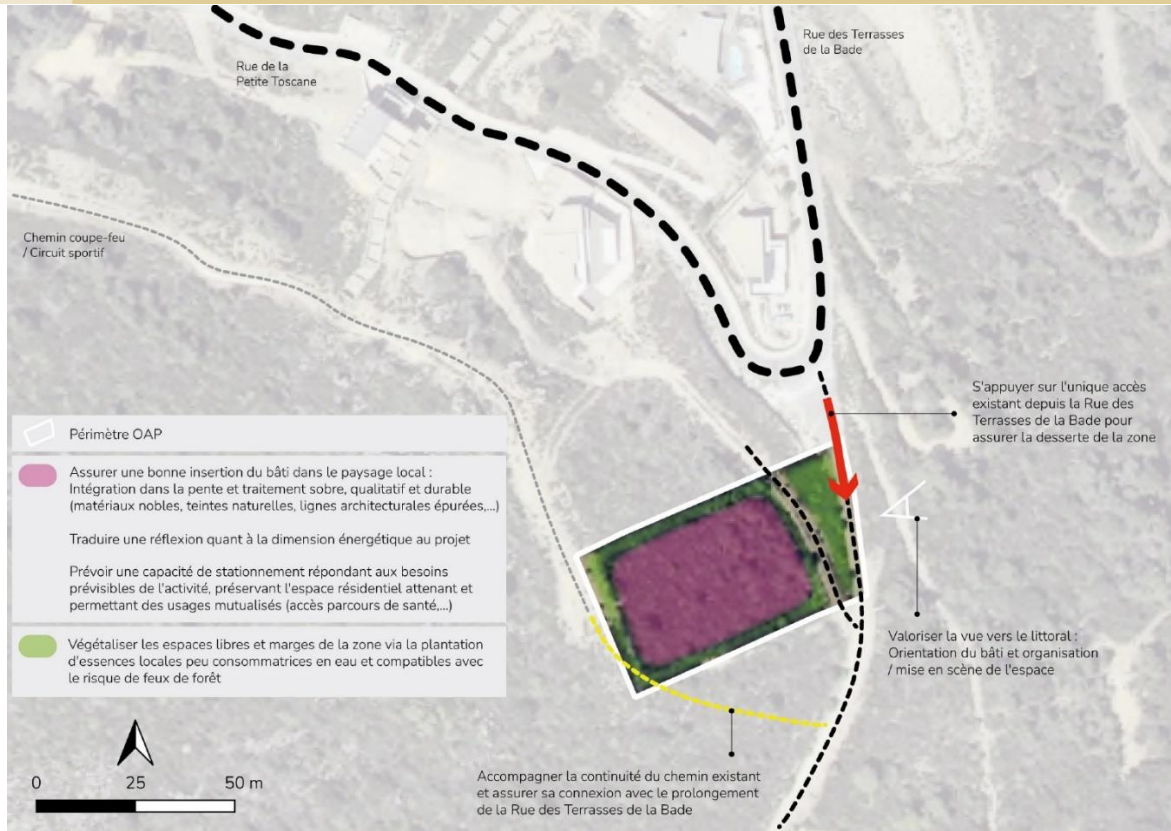 Rue des Terrasses
de la Bade
Rue de la
Petite Toscane
Chemin coupe-feu
/ Circuit sportif
S'appuyer sur l'unique accès
existant depuis la Rue des
Terrasses de la Bade pour
assurer la desserte de la zone
Périmètre OAP
Assurer une bonne insertion du bâti dans le paysage local :
Intégration dans la pente et traitement sobre, qualitatif et durable
(matériaux nobles, teintes naturelles, lignes architecturales épurées,...)
Traduire une réflexion quant à la dimension énergétique au projet
Prévoir une capacité de stationnement répondant aux besoins
prévisibles de l'activité, préservant l'espace résidentiel attenant et
permettant des usages mutualisés (accès parcours de santé,...)
Végétaliser les espaces libres et marges de la zone via la plantation
d'essences locales peu consommatrices en eau et compatibles avec
le risque de feux de forêt
Valoriser la vue vers le littoral :
Orientation du bâti et organisation
/ mise en scène de l'espace
0 25 50 m
Accompagner la continuité du chemin existant
et assurer sa connexion avec le prolongement
de la Rue des Terrasses de la Bade